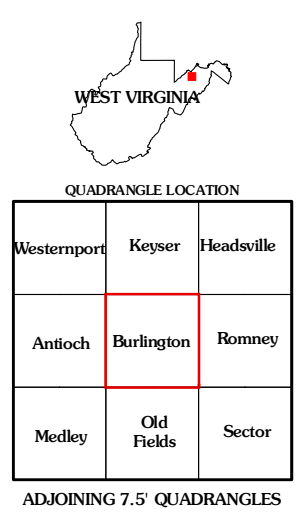 WEST VIRGINIA
QUADRANGLE LOCATION
Westernport Keyser Headsville
Antioch Burlington Romney
Medley Old Fields Sector
ADJOINING 7.5' QUADRANGLES